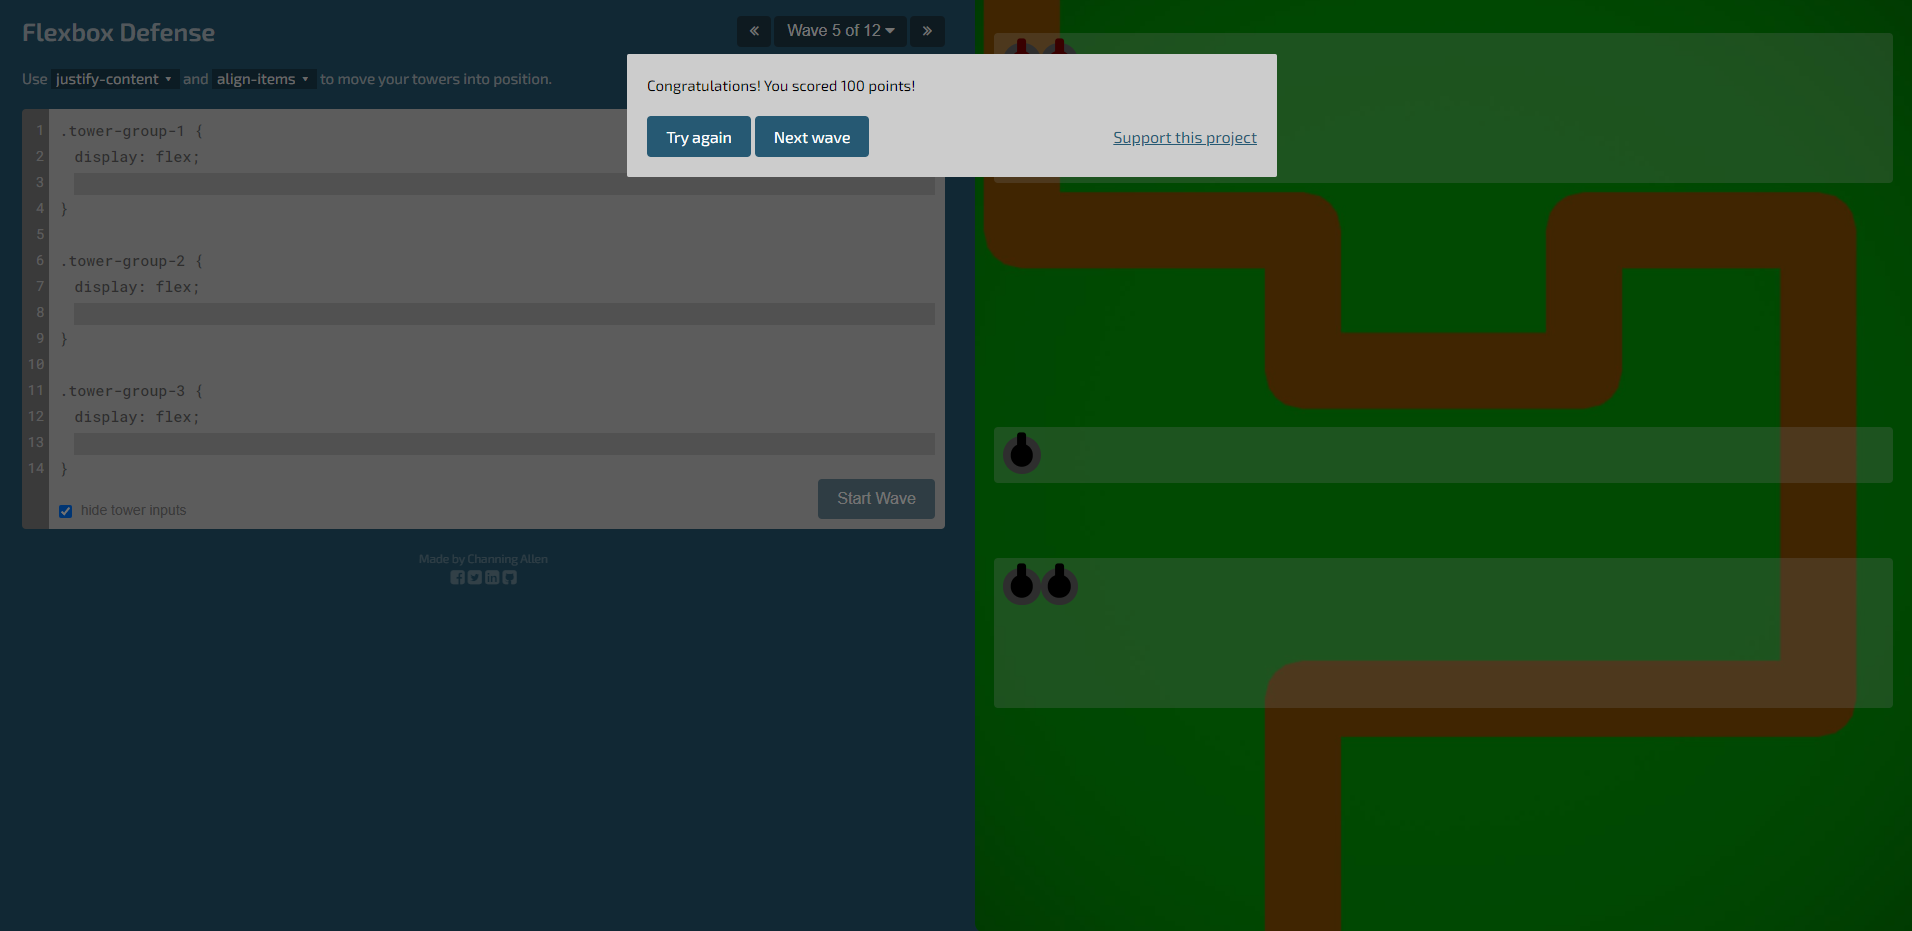 Flexbox Defense
« Wave 5 of 12 »
Use justify-content and align-items to move your towers into position.
Congratulations! You scored 100 points!
Try again Next wave Support this project
1 .tower-group-1 {
2 display: flex;
3
4 }
5
6 .tower-group-2 {
7 display: flex;
8
9 }
10
11 .tower-group-3 {
12 display: flex;
13
14 }
hide tower inputs Start Wave
Made by Channing Allen